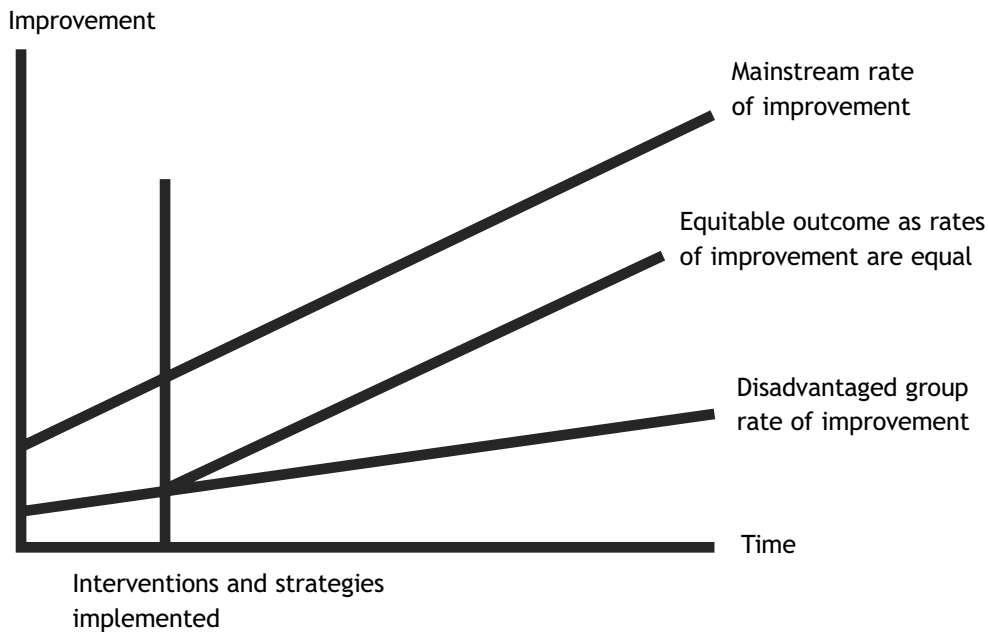 Improvement
Mainstream rate
of improvement
Equitable outcome as rates
of improvement are equal
Disadvantaged group
rate of improvement
Time
Interventions and strategies
implemented